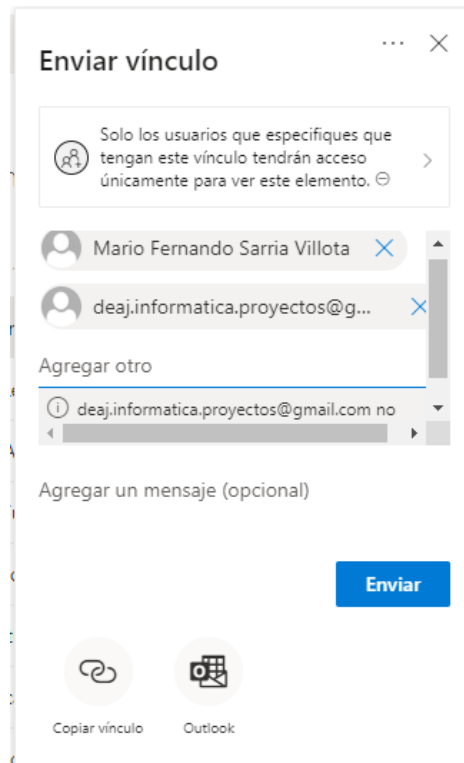 Enviar vínculo
Solo los usuarios que especifiques que
tengan este vínculo tendrán acceso
únicamente para ver este elemento.
Mario Fernando Sarria Villota
deaj.informatica.proyectos@g...
Agregar otro
deaj.informatica.proyectos@gmail.com no
Agregar un mensaje (opcional)
Enviar
Copiar vínculo
Outlook